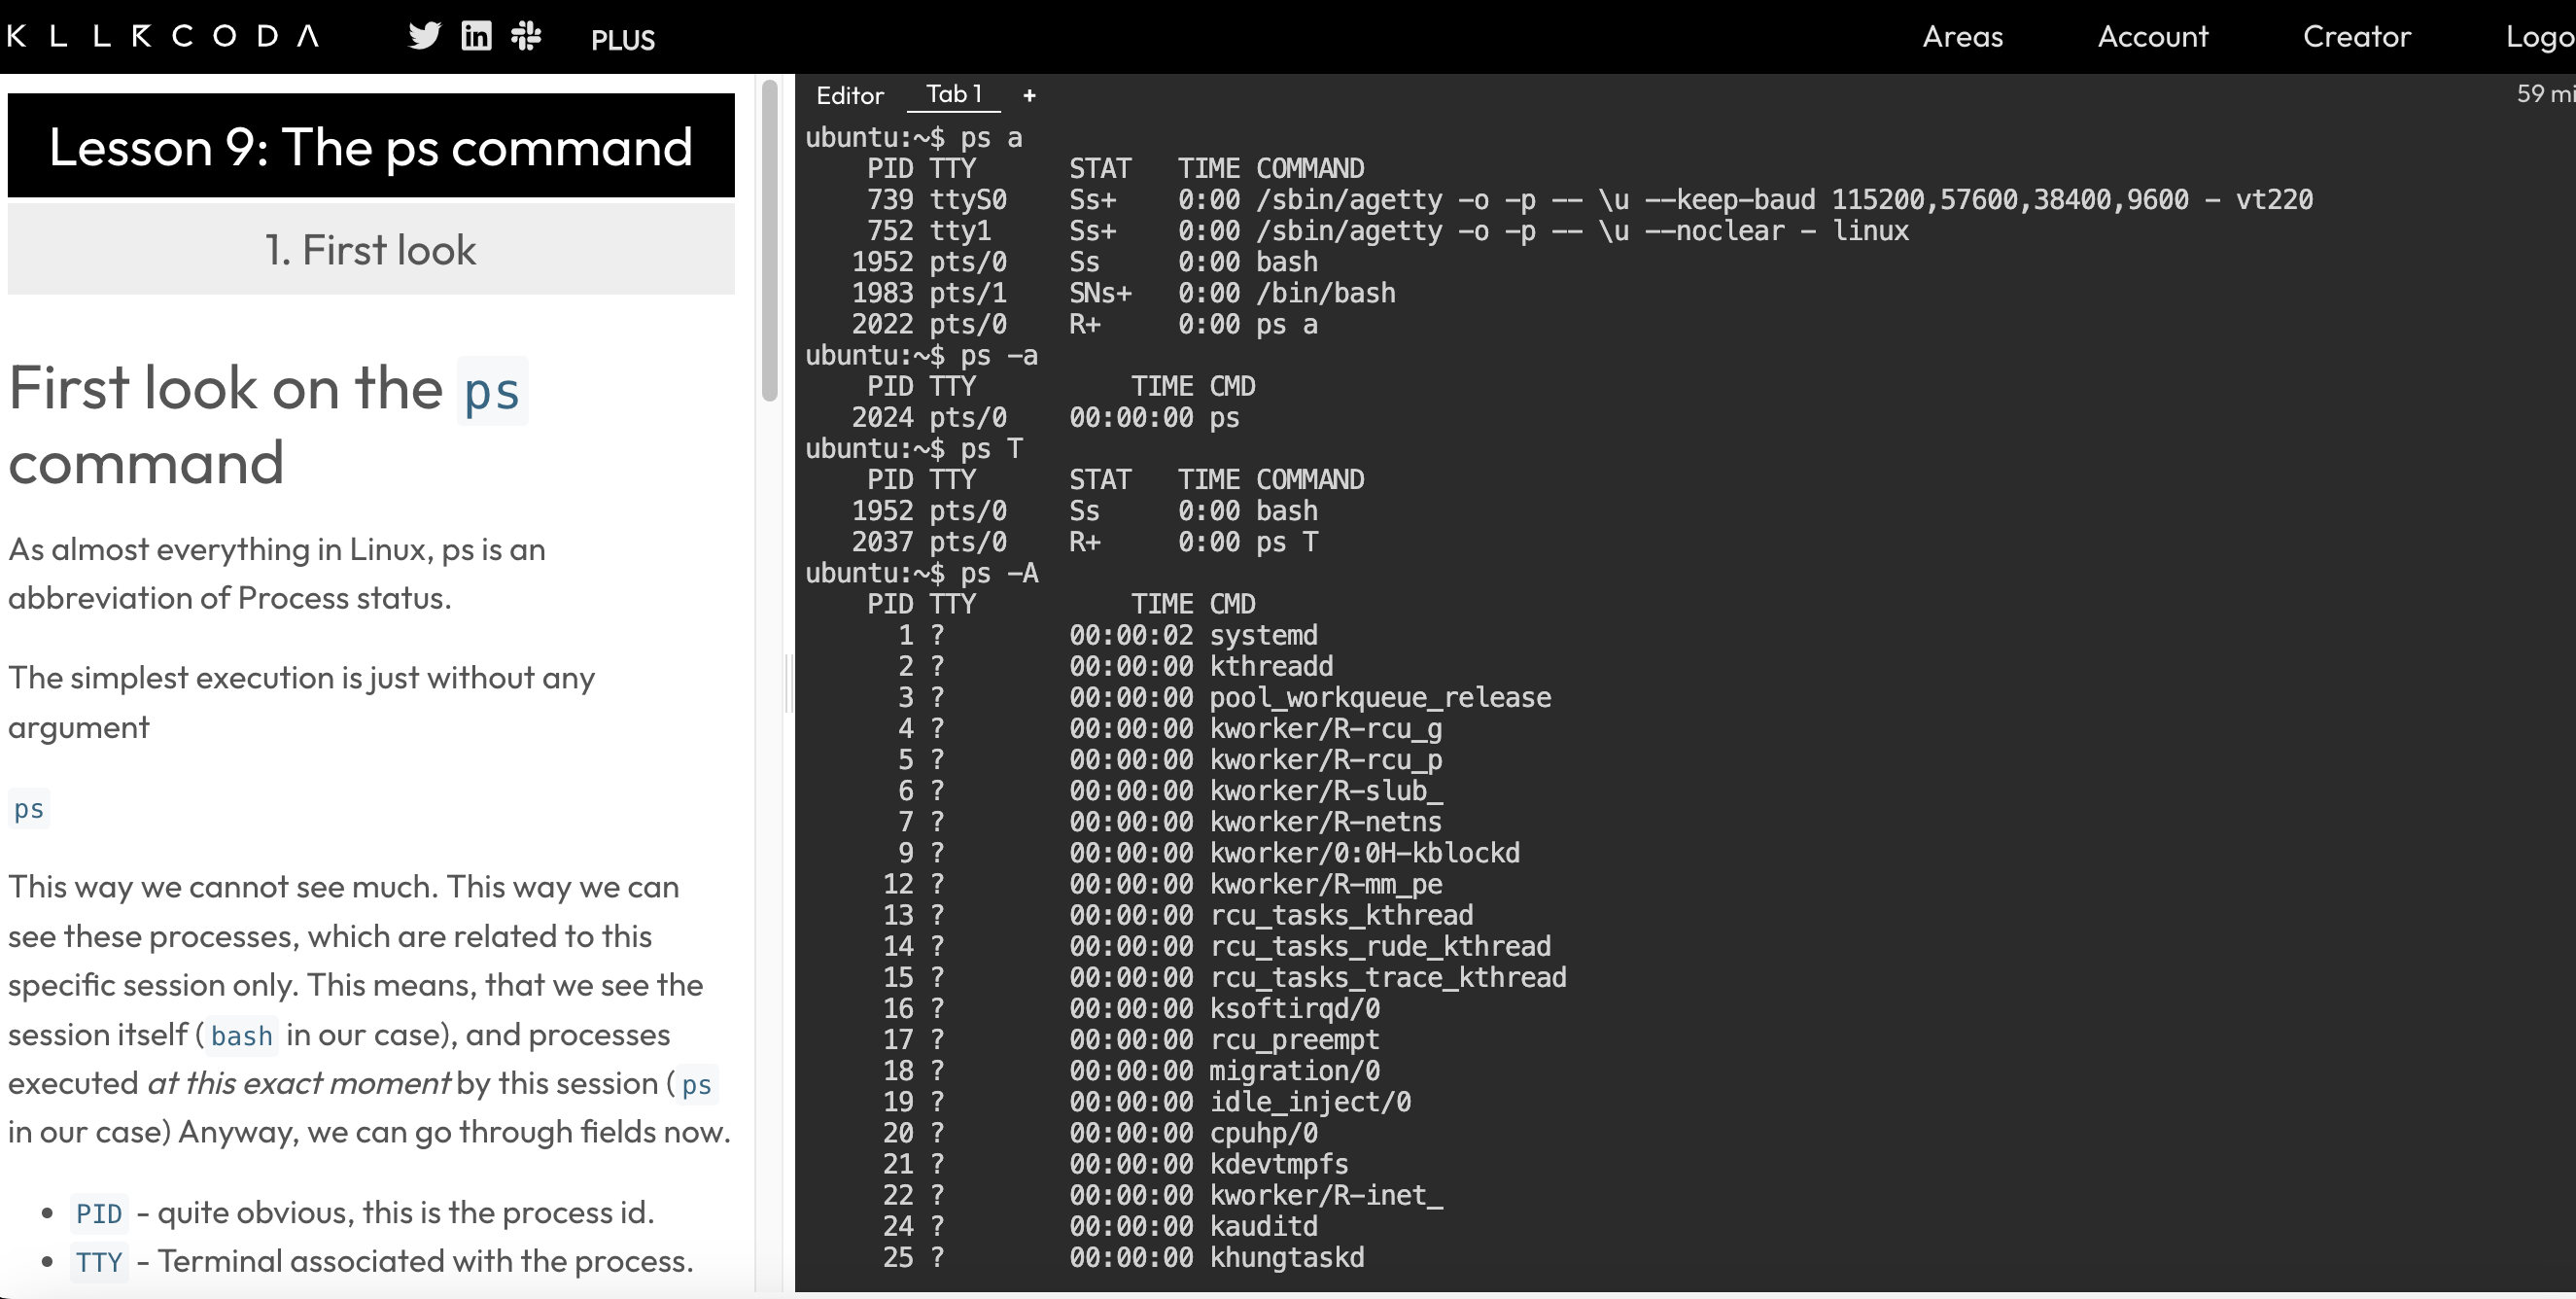 KLLRCODA PLUS Areas Account Creator Logo
Lesson 9: The ps command
1. First look
First look on the ps
command
As almost everything in Linux, ps is an
abbreviation of Process status.
The simplest execution is just without any
argument
ps
This way we cannot see much. This way we can
see these processes, which are related to this
specific session only. This means, that we see the
session itself (bash in our case), and processes
executed at this exact moment by this session (ps
in our case) Anyway, we can go through fields now.
• PID - quite obvious, this is the process id.
• TTY - Terminal associated with the process.
Editor Tab 1 + 59 mi
ubuntu:~$ ps a
    PID TTY      STAT   TIME COMMAND
    739 ttyS0    Ss+    0:00 /sbin/agetty -o -p -- \u --keep-baud 115200,57600,38400,9600 - vt220
    752 tty1     Ss+    0:00 /sbin/agetty -o -p -- \u --noclear - linux
   1952 pts/0    Ss     0:00 bash
   1983 pts/1    SNs+   0:00 /bin/bash
   2022 pts/0    R+     0:00 ps a
ubuntu:~$ ps -a
    PID TTY          TIME CMD
   2024 pts/0    00:00:00 ps
ubuntu:~$ ps T
    PID TTY      STAT   TIME COMMAND
   1952 pts/0    Ss     0:00 bash
   2037 pts/0    R+     0:00 ps T
ubuntu:~$ ps -A
    PID TTY          TIME CMD
      1 ?        00:00:02 systemd
      2 ?        00:00:00 kthreadd
      3 ?        00:00:00 pool_workqueue_release
      4 ?        00:00:00 kworker/R-rcu_g
      5 ?        00:00:00 kworker/R-rcu_p
      6 ?        00:00:00 kworker/R-slub_
      7 ?        00:00:00 kworker/R-netns
      9 ?        00:00:00 kworker/0:0H-kblockd
     12 ?        00:00:00 kworker/R-mm_pe
     13 ?        00:00:00 rcu_tasks_kthread
     14 ?        00:00:00 rcu_tasks_rude_kthread
     15 ?        00:00:00 rcu_tasks_trace_kthread
     16 ?        00:00:00 ksoftirqd/0
     17 ?        00:00:00 rcu_preempt
     18 ?        00:00:00 migration/0
     19 ?        00:00:00 idle_inject/0
     20 ?        00:00:00 cpuhp/0
     21 ?        00:00:00 kdevtmpfs
     22 ?        00:00:00 kworker/R-inet_
     24 ?        00:00:00 kauditd
     25 ?        00:00:00 khungtaskd